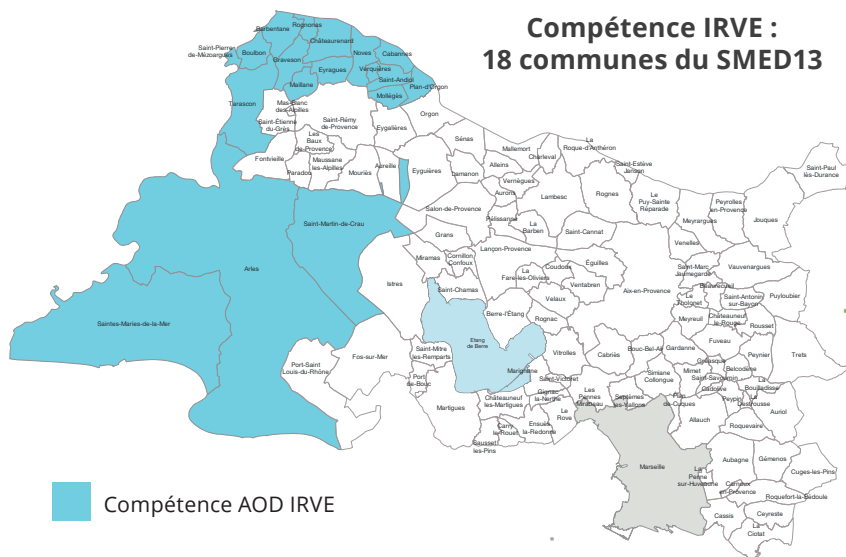 Compétence IRVE :
18 communes du SMED13
Barbentane
Rognonas
Saint-Pierre
de-Mézoargues
Boulbon
Châteaurenard
Graveson
Noves
Cabannes
Eyragues
Verquières
Maillane
Saint-Andiol
Plan-d'Orgon
Mollégès
Tarascon
Mas-Blanc
des-Alpilles
Saint-Étienne
du-Grès
Saint-Rémy
de-Provence
Eygalières
Orgon
Les
Baux
de-Provence
Fontvieille
Paradou
Maussane
les-Alpilles
Mouriès
Aureille
Eyguières
Sénas
Lamanon
Mallemort
Alleins
Charleval
La
Roque-d'Anthéron
Vernègues
Aurons
Lambesc
Rognes
Saint-Estève
Janson
Le
Puy-Sainte
Réparade
Meyrargues
Peyrolles
en-Provence
Jouques
Saint-Paul
lès-Durance
Saint-Martin-de-Crau
Salon-de-Provence
Pélissanne
La
Barben
Saint-Cannat
Venelles
Grans
Lançon-Provence
Arles
Miramas
Cornillon
Confoux
Istres
Saint-Chamas
La
Fare-les-Oliviers
Coudoux
Éguilles
Ventabren
Aix-en-Provence
Saint-Marc
Jaumegarde
Vauvenargues
Beaurecueil
Le
Tholonet
Saint-Antonin
sur-Bayon
Puyloubier
Velaux
Berre-l'Étang
Rognac
Meyreuil
Châteauneuf
le-Rouge
Rousset
Saintes-Maries-de-la-Mer
Etang
de Berre
Saint-Mitre
les-Remparts
Vitrolles
Cabriès
Bouc-Bel-Air
Gardanne
Fuveau
Peynier
Trets
Port-Saint
Louis-du-Rhône
Fos-sur-Mer
Port
de-Bouc
Marignane
Saint-Victoret
Simiane
Collongue
Mimet
Gréasque
Saint-Savournin
Belcodène
Cadolive
La
Bouilladisse
Peypin
La
Destrousse
Martigues
Châteauneuf
les-Martigues
Gignac
la-Nerthe
Les
Pennes
Mirabeau
Septèmes
les-Vallons
Plan
de-Cuques
Allauch
Auriol
Roquevaire
Sausset
les-Pins
Carry
le-Rouet
Ensuès
la-Redonne
Le
Rove
Marseille
La
Penne
sur-Huveaune
Aubagne
Gémenos
Cuges-les-Pins
Carnoux
en-Provence
Roquefort-la-Bédoule
Cassis
Ceyreste
La
Ciotat
Compétence AOD IRVE